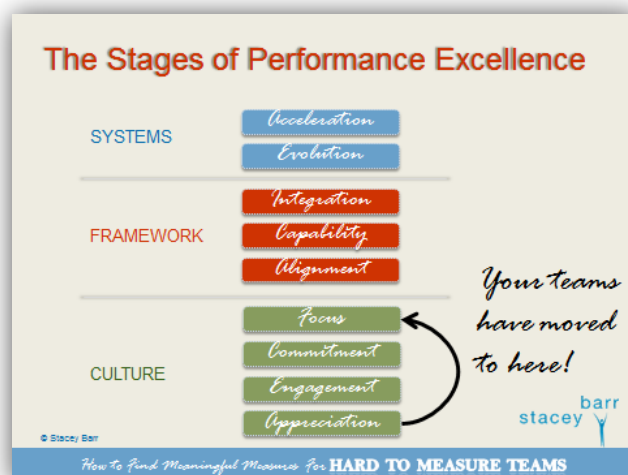 The Stages of Performance Excellence
SYSTEMS
Acceleration
Evolution
FRAMEWORK
Integration
Capability
Alignment
CULTURE
Focus
Commitment
Engagement
Appreciation
Your teams
have moved
to here!
stacey barr
© Stacey Barr
How to Find Meaningful Measures For HARD TO MEASURE TEAMS